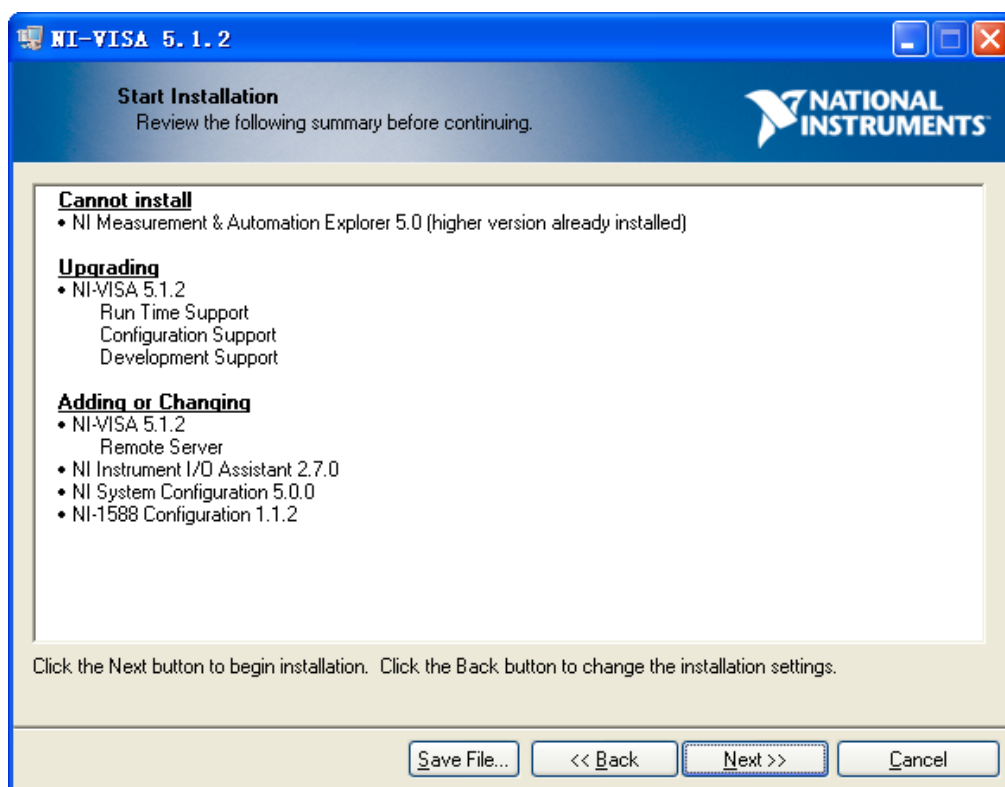 NI-VISA 5.1.2
Start Installation
Review the following summary before continuing.
NATIONAL
INSTRUMENTS
Cannot install
• NI Measurement & Automation Explorer 5.0 (higher version already installed)
Upgrading
• NI-VISA 5.1.2
Run Time Support
Configuration Support
Development Support
Adding or Changing
• NI-VISA 5.1.2
Remote Server
• NI Instrument I/O Assistant 2.7.0
• NI System Configuration 5.0.0
• NI-1588 Configuration 1.1.2
Click the Next button to begin installation.  Click the Back button to change the installation settings.
Save File... << Back Next >> Cancel